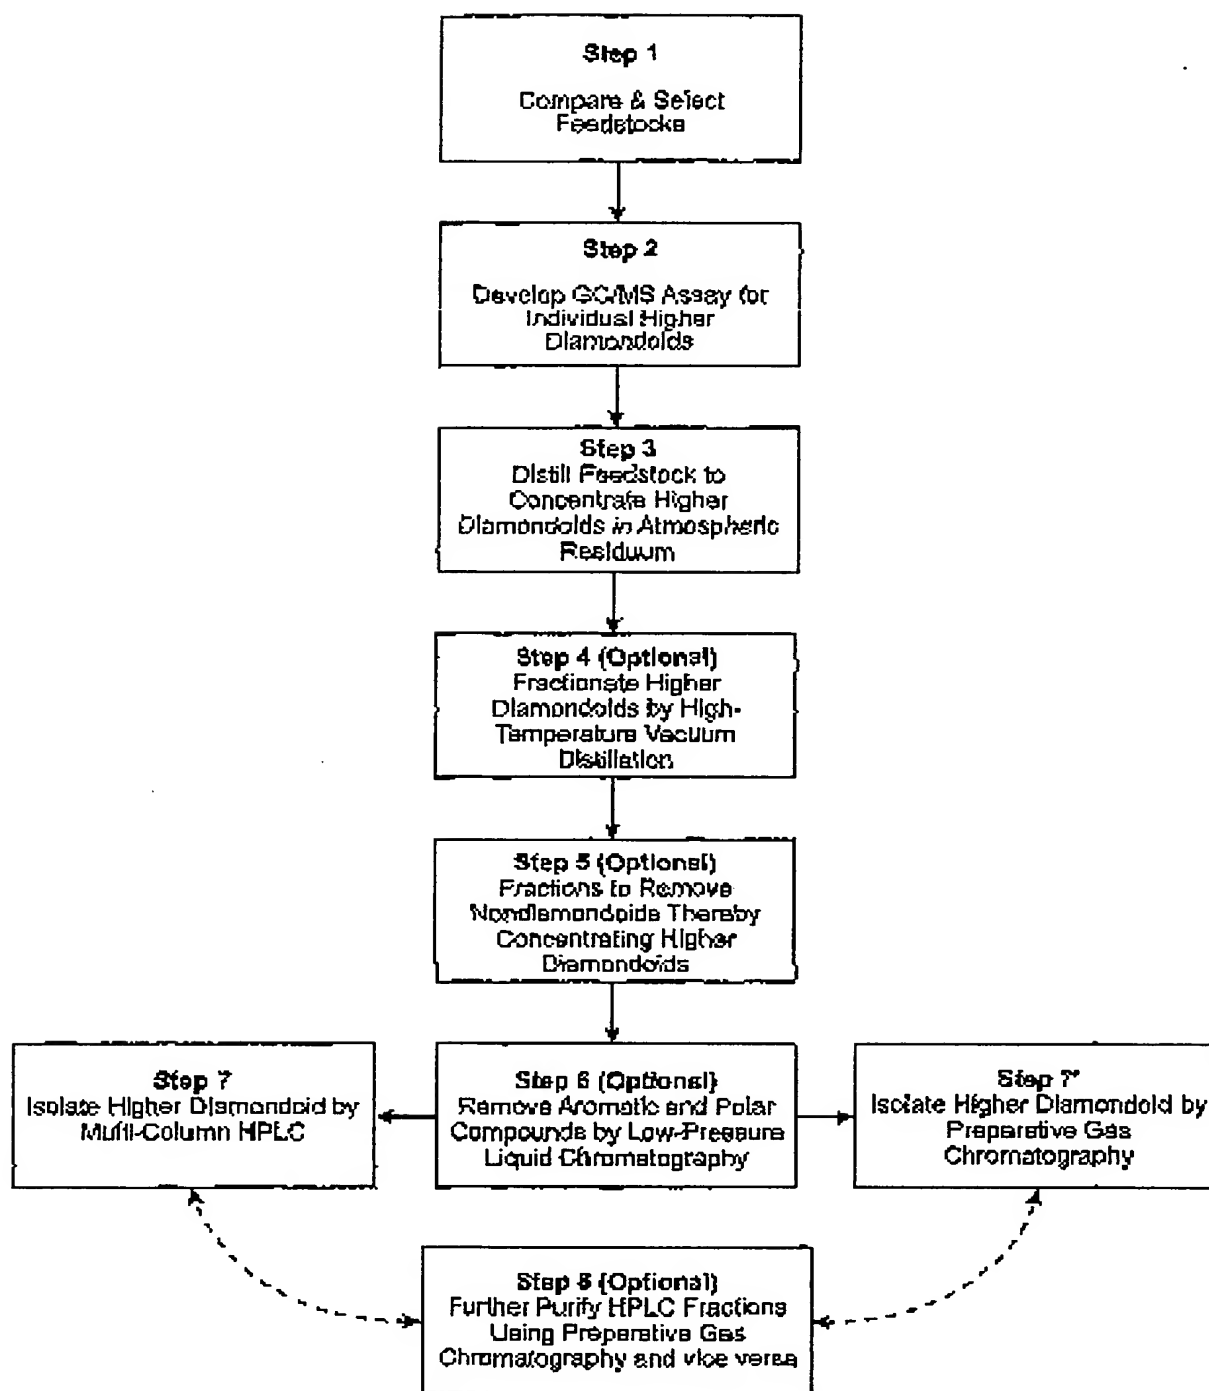 Step 1
Compare & Select
Feedstocks
Step 2
Develop GC/MS Assay for
Individual Higher
Diamondoids
Step 3
Distill Feedstock to
Concentrate Higher
Diamondoids in Atmospheric
Residuum
Step 4 (Optional)
Fractionate Higher
Diamondoids by High-
Temperature Vacuum
Distillation
Step 5 (Optional)
Fractions to Remove
Nondiamondoids Thereby
Concentrating Higher
Diamondoids
Step 7
Isolate Higher Diamondoid by
Multi-Column HPLC
Step 6 (Optional)
Remove Aromatic and Polar
Compounds by Low-Pressure
Liquid Chromatography
Step 7'
Isolate Higher Diamondoid by
Preparative Gas
Chromatography
Step 8 (Optional)
Further Purify HPLC Fractions
Using Preparative Gas
Chromatography and vice versa